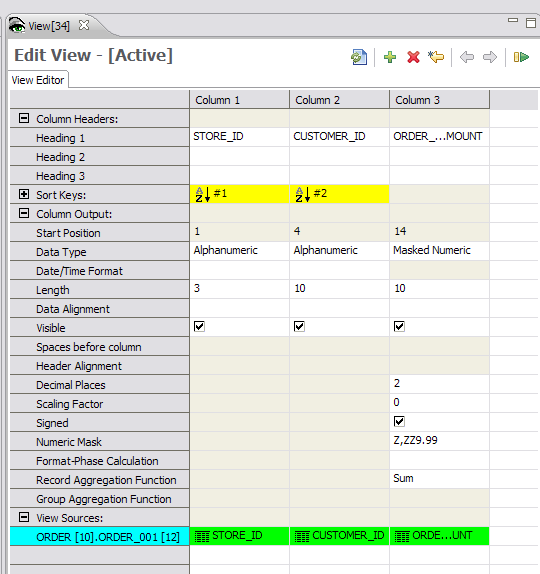 View[34]
Edit View - [Active]
View Editor
Column 1 Column 2 Column 3
Column Headers:
Heading 1 STORE_ID CUSTOMER_ID ORDER_...MOUNT
Heading 2
Heading 3
Sort Keys: #1 #2
Column Output:
Start Position 1 4 14
Data Type Alphanumeric Alphanumeric Masked Numeric
Date/Time Format
Length 3 10 10
Data Alignment
Visible
Spaces before column
Header Alignment
Decimal Places 2
Scaling Factor 0
Signed
Numeric Mask Z,ZZ9.99
Format-Phase Calculation
Record Aggregation Function Sum
Group Aggregation Function
View Sources:
ORDER [10].ORDER_001 [12] STORE_ID CUSTOMER_ID ORDE...UNT